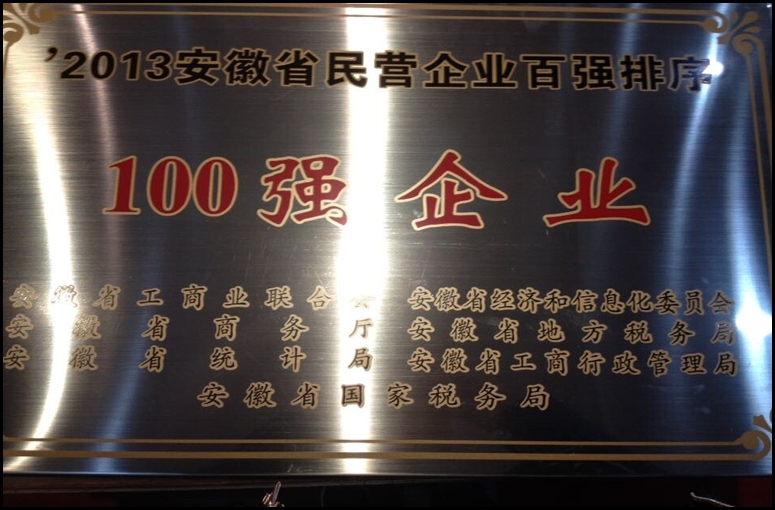 ’2013安徽省民营企业百强排序
100强企业
安徽省工商业联合会 安徽省经济和信息化委员会
安徽省商务厅 安徽省地方税务局
安徽省统计局 安徽省工商行政管理局
安徽省国家税务局